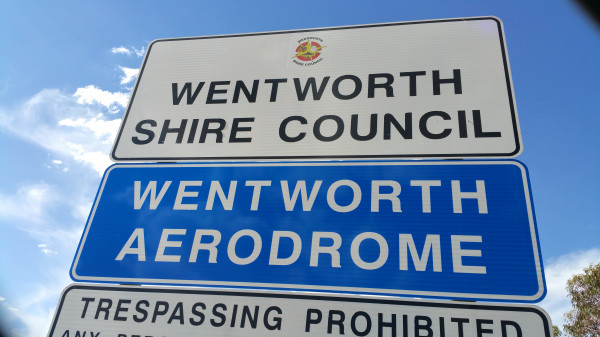 WENTWORTH
SHIRE COUNCIL
WENTWORTH
AERODROME
TRESPASSING PROHIBITED